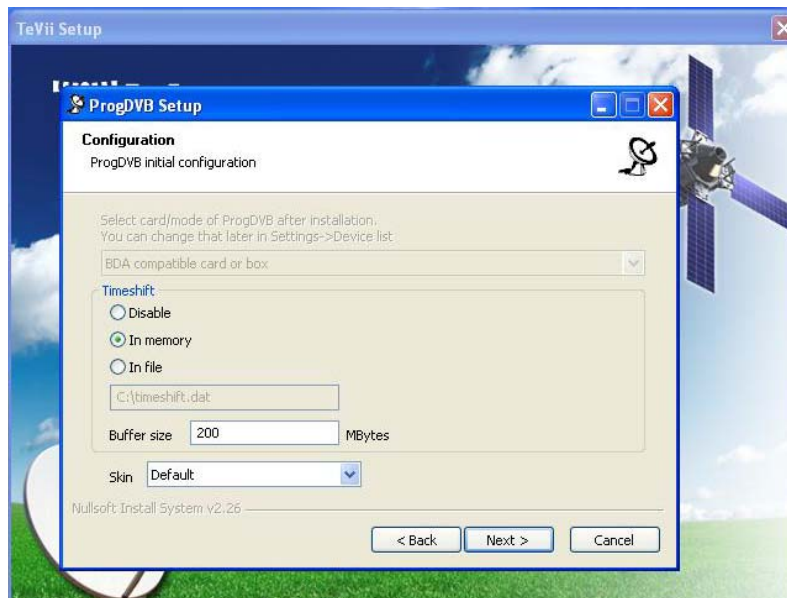 TeVii Setup
ProgDVB Setup
Configuration
ProgDVB initial configuration
Select card/mode of ProgDVB after installation.
You can change that later in Settings->Device list
BDA compatible card or box
Timeshift
Disable
In memory
In file
C:\timeshift.dat
Buffer size 200 MBytes
Skin Default
Nullsoft Install System v2.26
< Back Next > Cancel